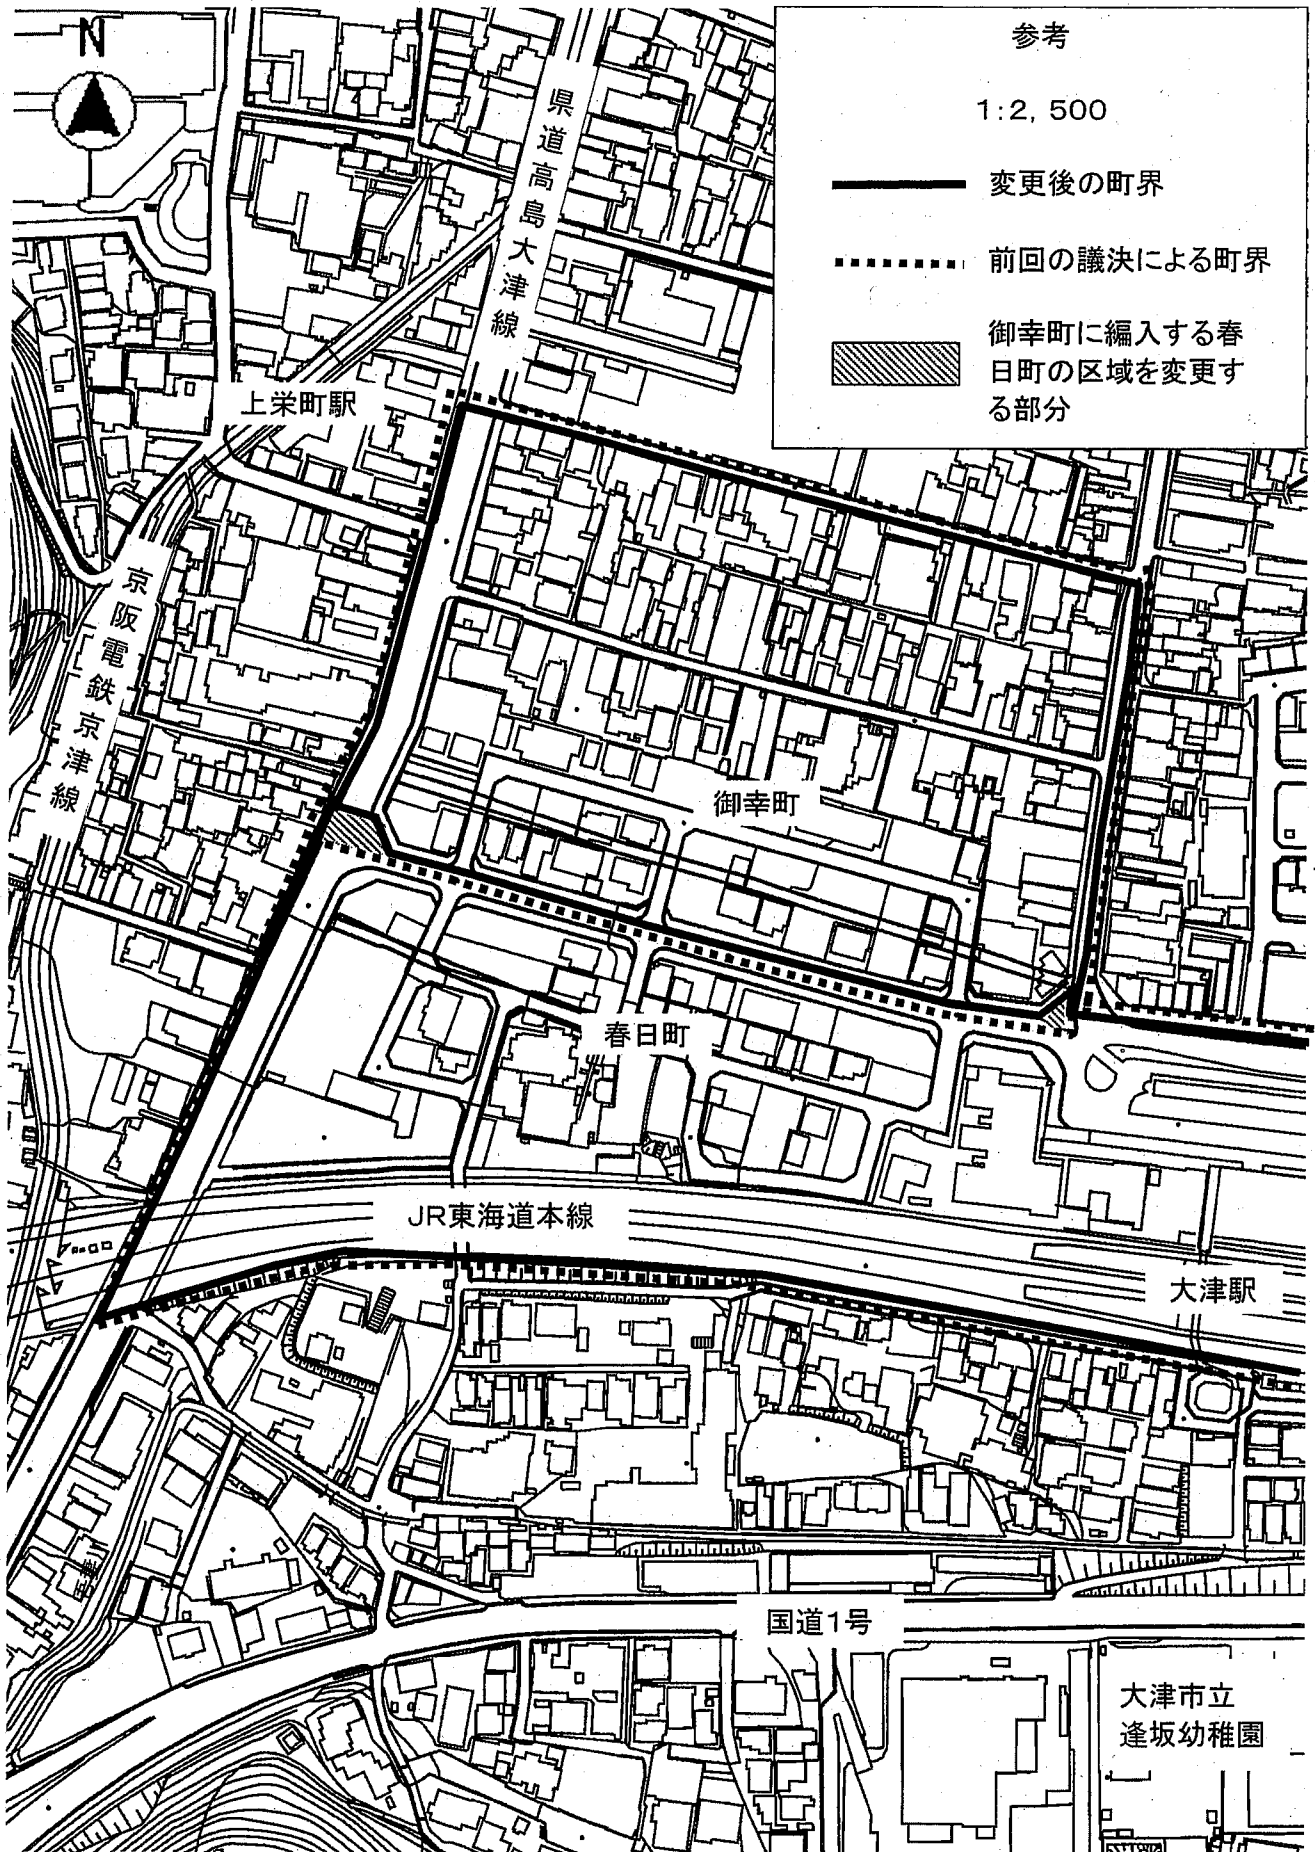 N
参考
1:2,500
変更後の町界
前回の議決による町界
御幸町に編入する春
日町の区域を変更す
る部分
県道高島大津線
上栄町駅
京阪電鉄京津線
御幸町
春日町
JR東海道本線
大津駅
国道1号
大津市立
逢坂幼稚園